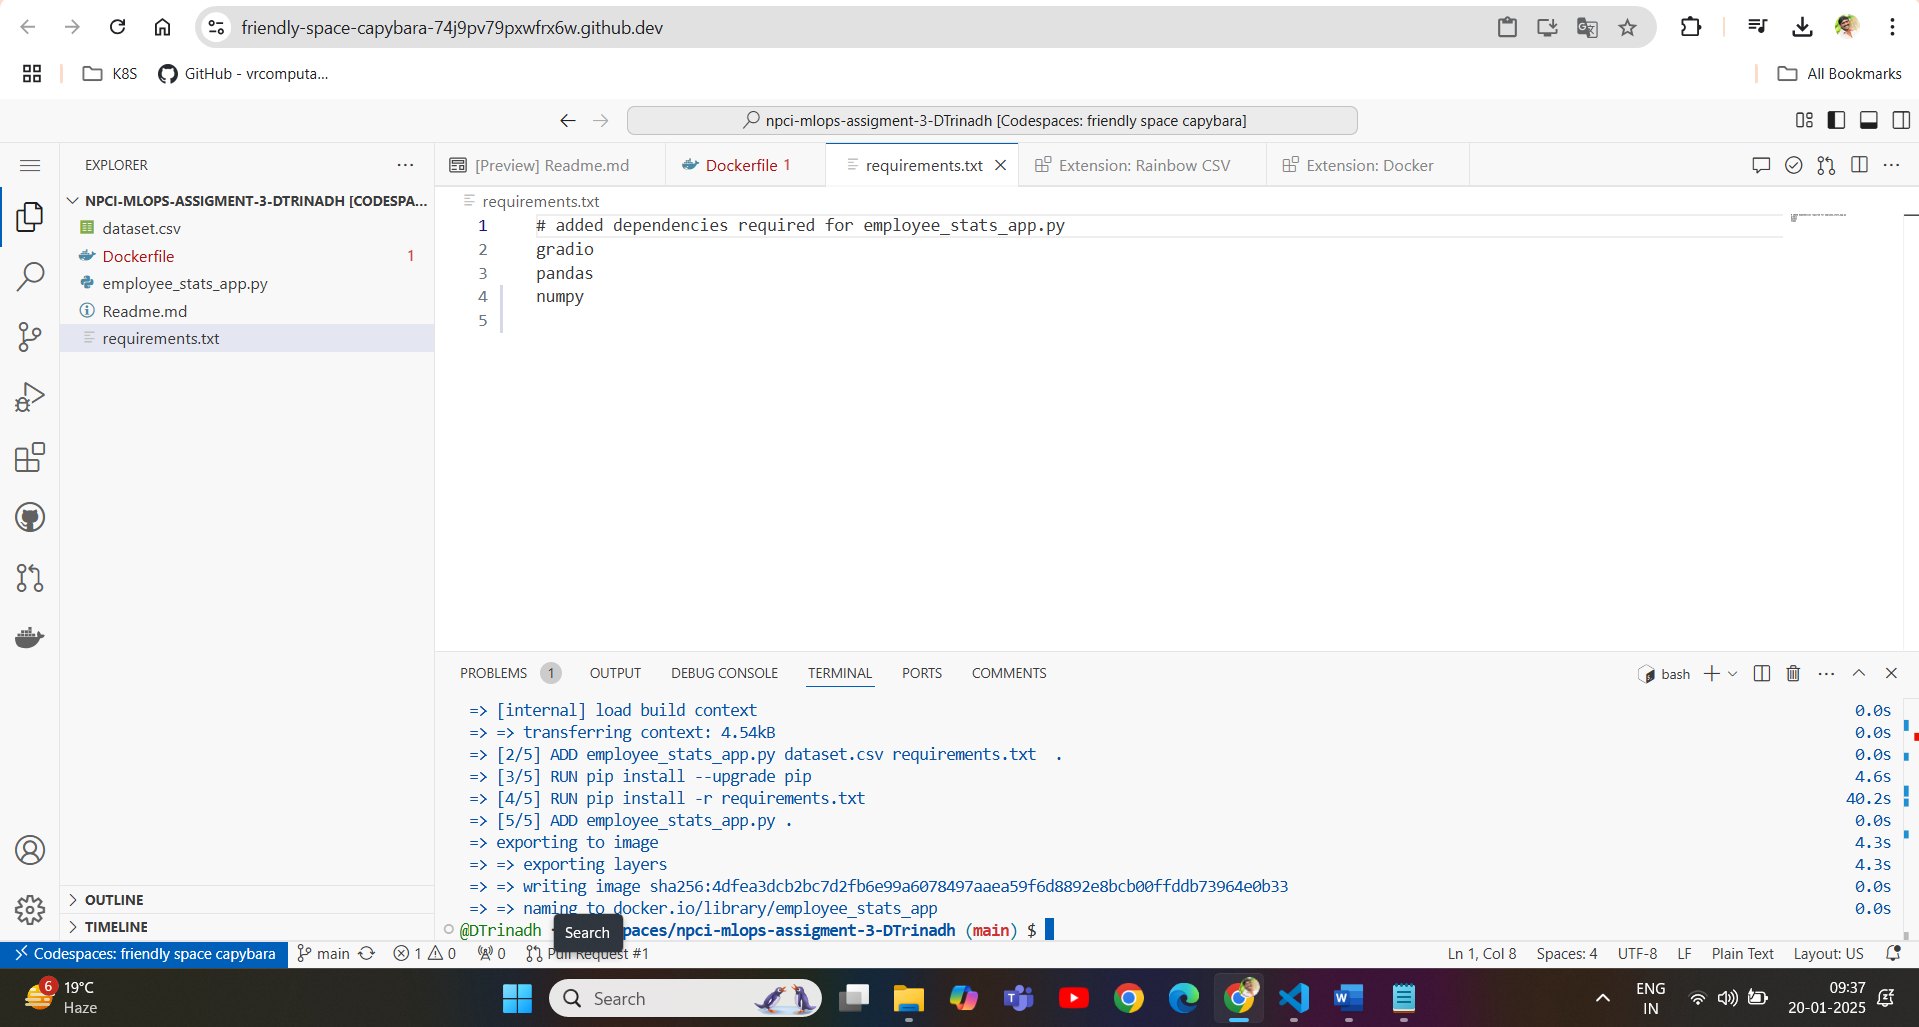 friendly-space-capybara-74j9pv79pxwfrx6w.github.dev
K8S
GitHub - vrcomputa...
All Bookmarks
npci-mlops-assigment-3-DTrinadh [Codespaces: friendly space capybara]
EXPLORER
[Preview] Readme.md
Dockerfile 1
requirements.txt
Extension: Rainbow CSV
Extension: Docker
NPCI-MLOPS-ASSIGMENT-3-DTRINADH [CODESPA...
dataset.csv
Dockerfile 1
employee_stats_app.py
Readme.md
requirements.txt
requirements.txt
1 # added dependencies required for employee_stats_app.py
2 gradio
3 pandas
4 numpy
5
PROBLEMS 1 OUTPUT DEBUG CONSOLE TERMINAL PORTS COMMENTS
bash
=> [internal] load build context 0.0s
=> => transferring context: 4.54kB 0.0s
=> [2/5] ADD employee_stats_app.py dataset.csv requirements.txt . 0.0s
=> [3/5] RUN pip install --upgrade pip 4.6s
=> [4/5] RUN pip install -r requirements.txt 40.2s
=> [5/5] ADD employee_stats_app.py . 0.0s
=> exporting to image 4.3s
=> => exporting layers 4.3s
=> => writing image sha256:4dfea3dcb2bc7d2fb6e99a6078497aaea59f6d8892e8bcb00ffddb73964e0b33 0.0s
=> => naming to docker.io/library/employee_stats_app 0.0s
@DTrinadh paces/npci-mlops-assigment-3-DTrinadh (main) $
Search
OUTLINE
TIMELINE
Codespaces: friendly space capybara
main
1 0
0
Pull Request #1
Ln 1, Col 8
Spaces: 4
UTF-8
LF
Plain Text
Layout: US
6
19°C
Haze
Search
ENG
IN
09:37
20-01-2025